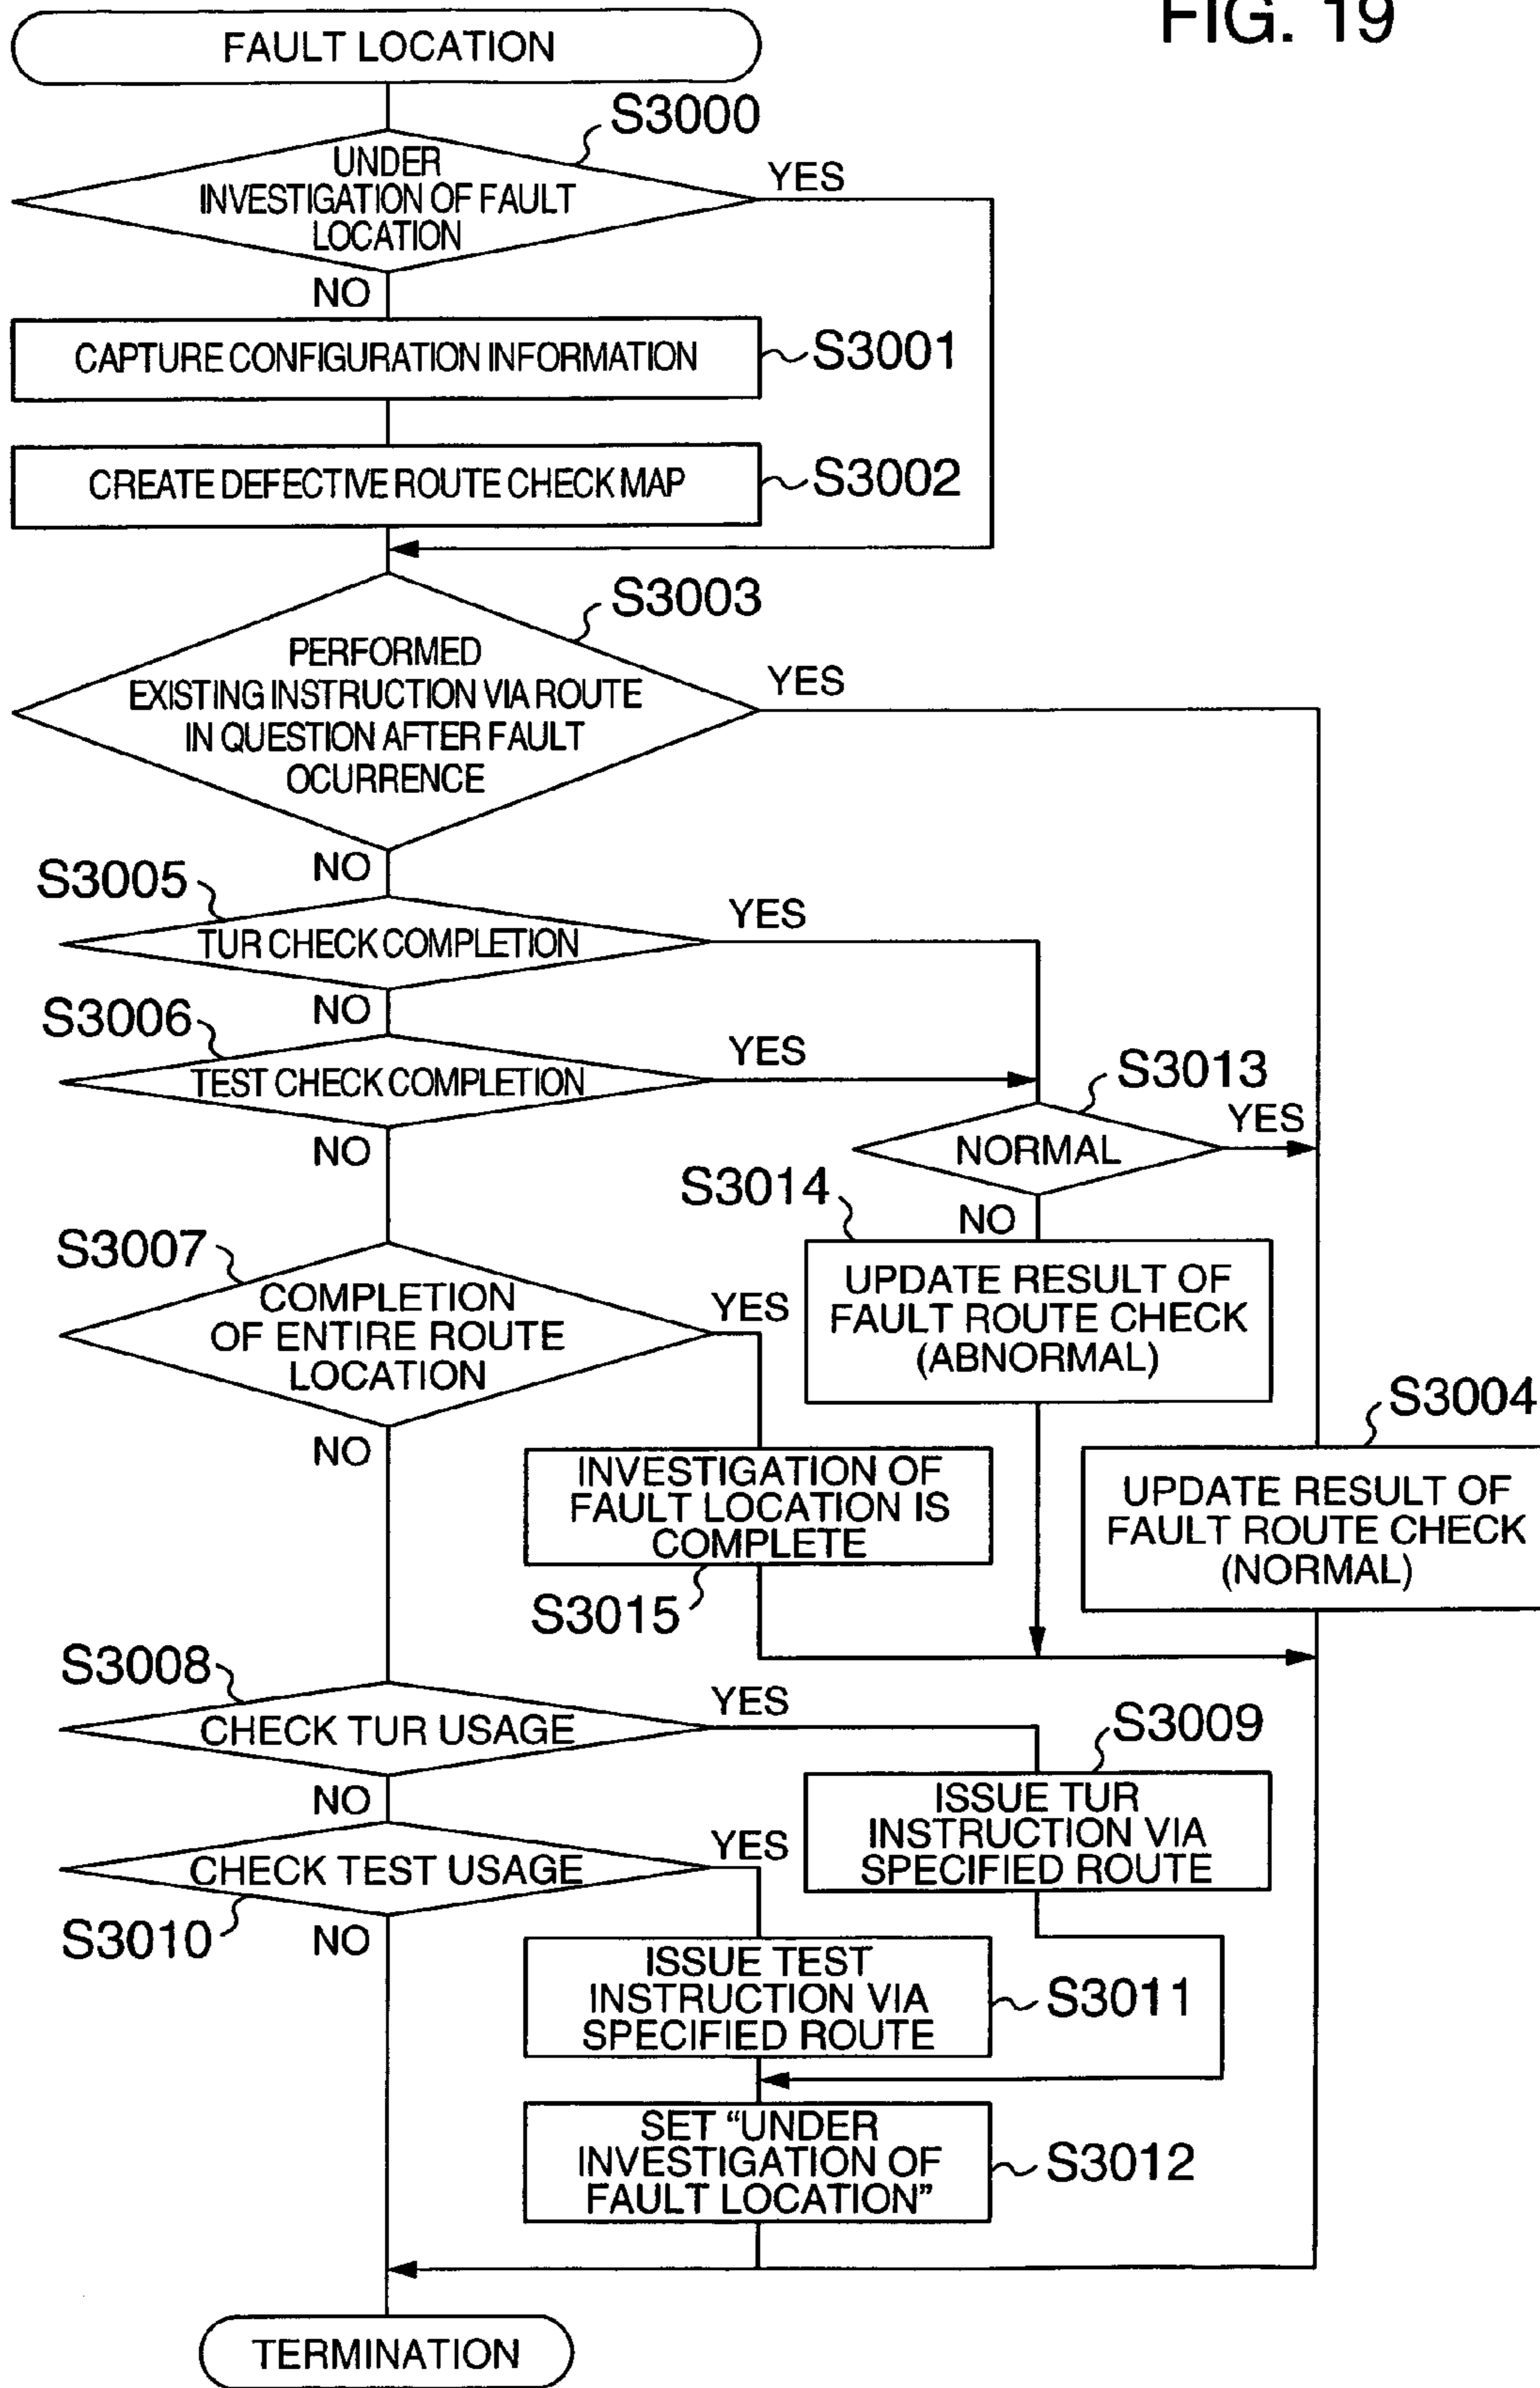 FIG. 19
FAULT LOCATION
S3000
UNDER
INVESTIGATION OF FAULT
LOCATION
YES
NO
CAPTURE CONFIGURATION INFORMATION
S3001
CREATE DEFECTIVE ROUTE CHECK MAP
S3002
S3003
PERFORMED
EXISTING INSTRUCTION VIA ROUTE
IN QUESTION AFTER FAULT
OCURRENCE
YES
NO
S3005
TUR CHECK COMPLETION
YES
NO
S3006
TEST CHECK COMPLETION
YES
NO
S3013
NORMAL
YES
NO
S3014
UPDATE RESULT OF
FAULT ROUTE CHECK
(ABNORMAL)
S3007
COMPLETION
OF ENTIRE ROUTE
LOCATION
YES
NO
S3004
UPDATE RESULT OF
FAULT ROUTE CHECK
(NORMAL)
INVESTIGATION OF
FAULT LOCATION IS
COMPLETE
S3015
S3008
CHECK TUR USAGE
YES
NO
S3009
ISSUE TUR
INSTRUCTION VIA
SPECIFIED ROUTE
CHECK TEST USAGE
YES
S3010
NO
ISSUE TEST
INSTRUCTION VIA
SPECIFIED ROUTE
S3011
SET “UNDER
INVESTIGATION OF
FAULT LOCATION”
S3012
TERMINATION